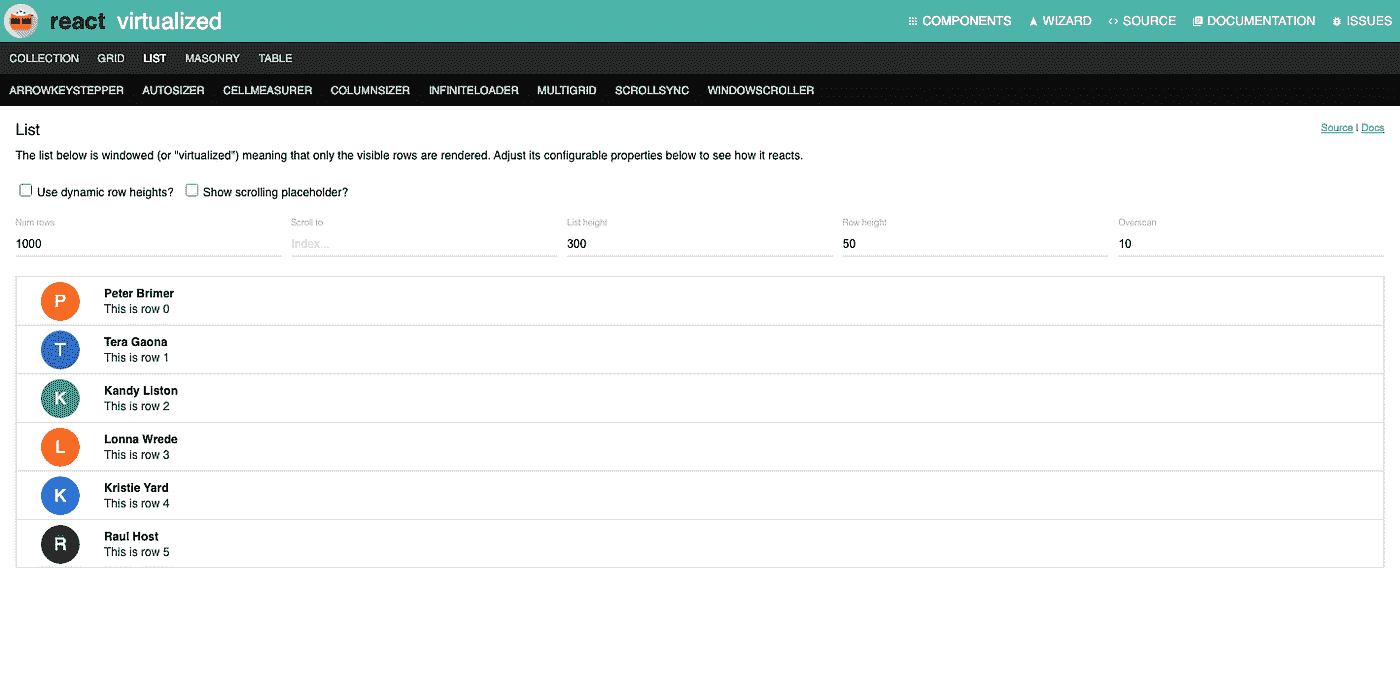 react virtualized COMPONENTS WIZARD SOURCE DOCUMENTATION ISSUES
COLLECTION GRID LIST MASONRY TABLE
ARROWKEYSTEPPER AUTOSIZER CELLMEASURER COLUMNSIZER INFINITELOADER MULTIGRID SCROLLSYNC WINDOWSCROLLER
List Source | Docs
The list below is windowed (or "virtualized") meaning that only the visible rows are rendered. Adjust its configurable properties below to see how it reacts.
Use dynamic row heights? Show scrolling placeholder?
Num rows Scroll to List height Row height Overscan
1000 Index... 300 50 10
P Peter Brimer
This is row 0
T Tera Gaona
This is row 1
K Kandy Liston
This is row 2
L Lonna Wrede
This is row 3
K Kristie Yard
This is row 4
R Raul Host
This is row 5